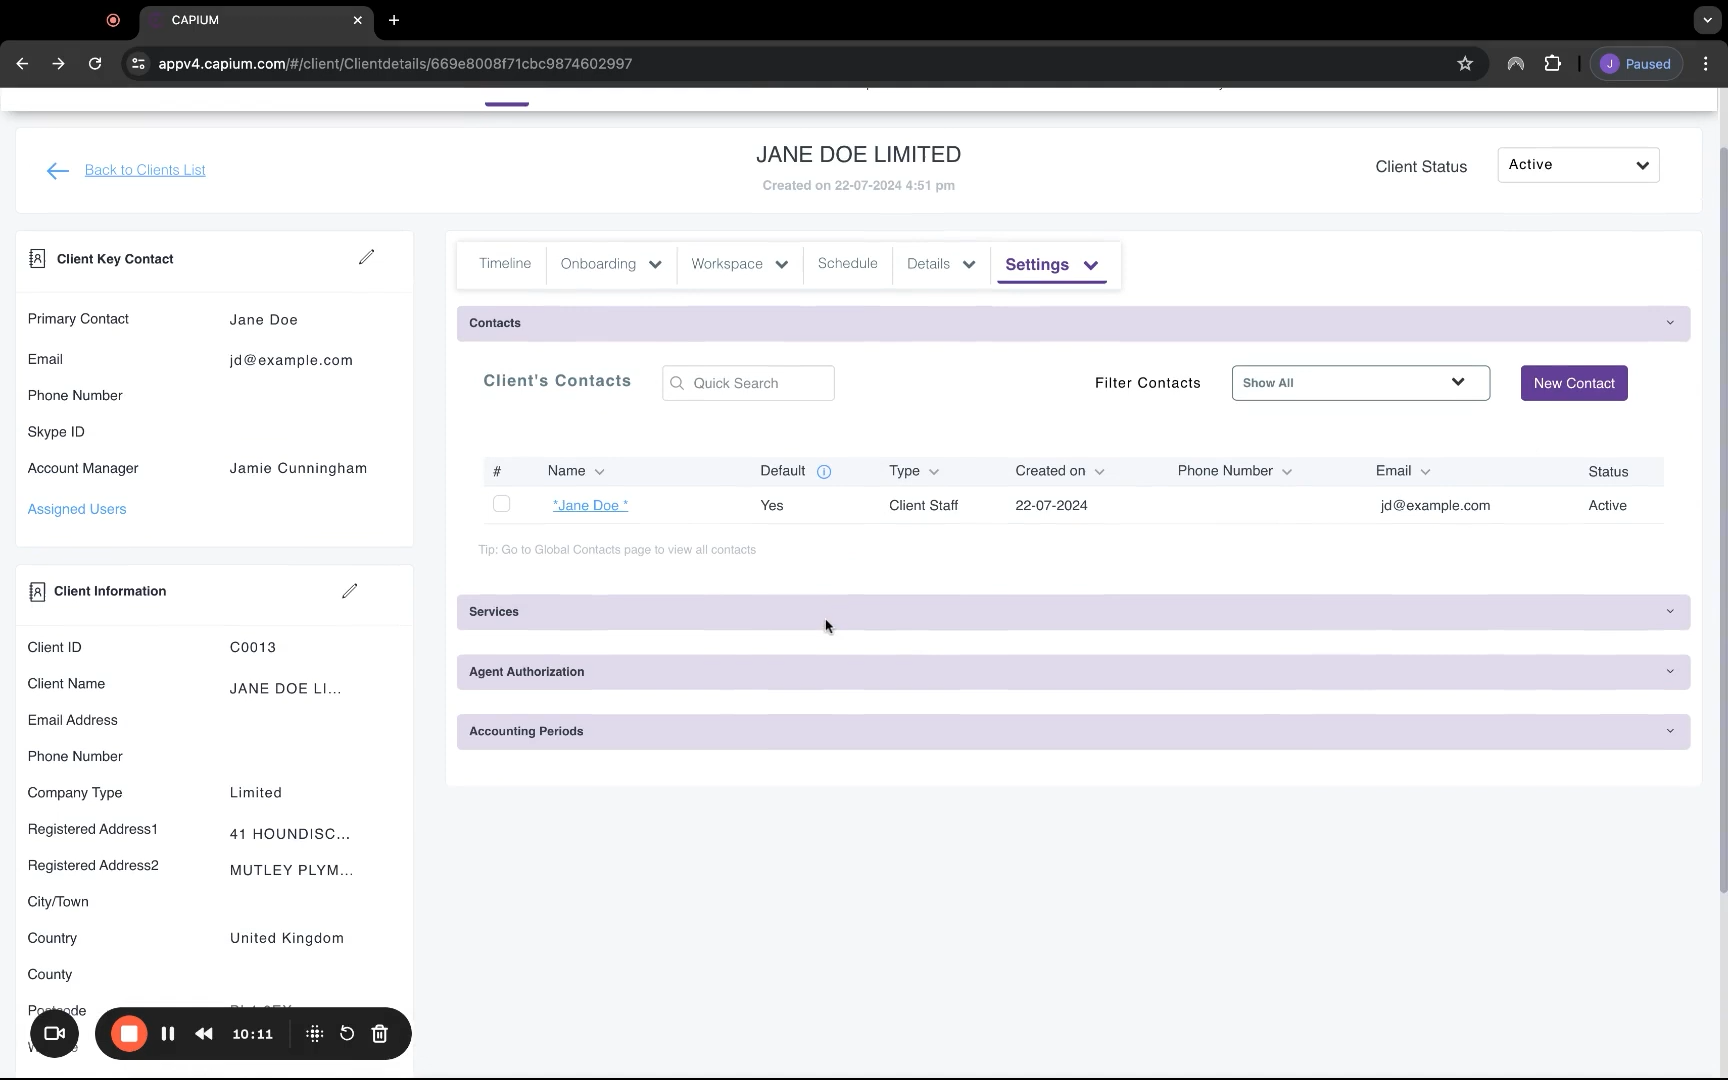 CAPIUM
appv4.capium.com/#/client/Clientdetails/669e8008f71cbc9874602997
J Paused
Back to Clients List
JANE DOE LIMITED
Created on 22-07-2024 4:51 pm
Client Status Active
Client Key Contact
Primary Contact Jane Doe
Email jd@example.com
Phone Number
Skype ID
Account Manager Jamie Cunningham
Assigned Users
Client Information
Client ID C0013
Client Name JANE DOE LI...
Email Address
Phone Number
Company Type Limited
Registered Address1 41 HOUNDISC...
Registered Address2 MUTLEY PLYM...
City/Town
Country United Kingdom
County
Postcode
10:11
Timeline Onboarding Workspace Schedule Details Settings
Contacts
Client's Contacts Quick Search Filter Contacts Show All New Contact
# Name Default Type Created on Phone Number Email Status
*Jane Doe * Yes Client Staff 22-07-2024 jd@example.com Active
Tip: Go to Global Contacts page to view all contacts
Services
Agent Authorization
Accounting Periods